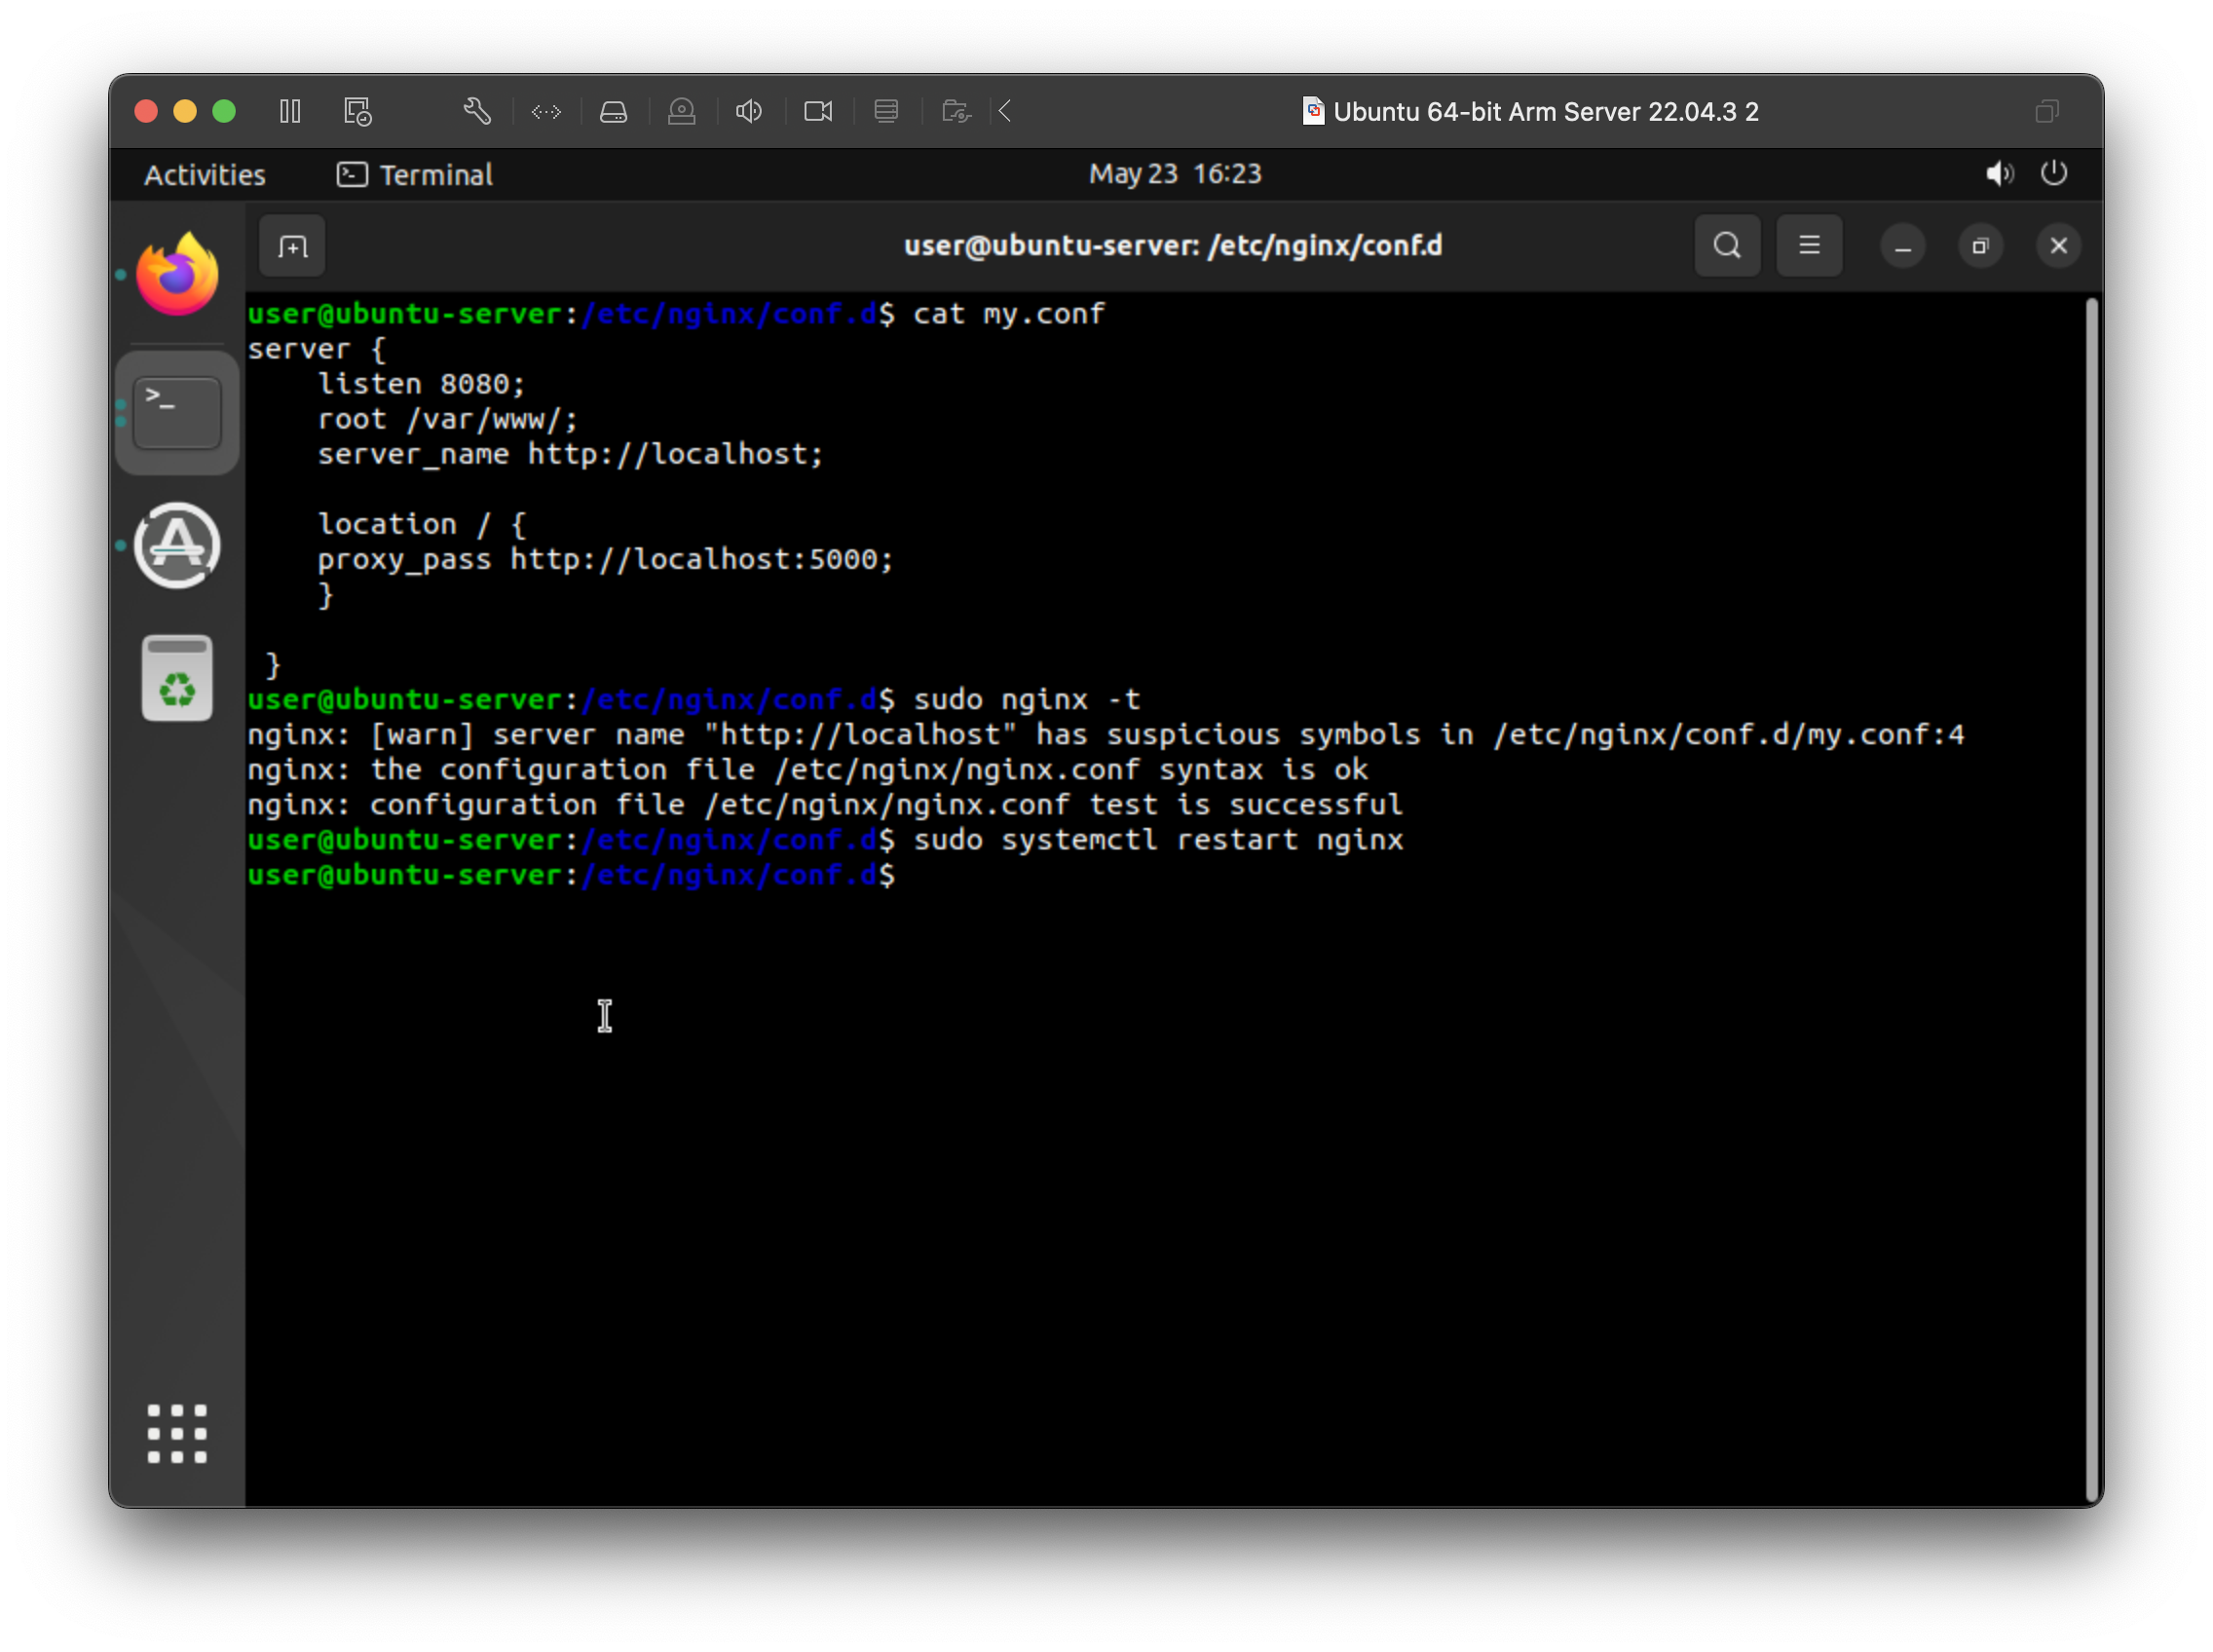 Ubuntu 64-bit Arm Server 22.04.3 2
Activities
Terminal
May 23 16:23
user@ubuntu-server: /etc/nginx/conf.d
user@ubuntu-server:/etc/nginx/conf.d$ cat my.conf
server {
    listen 8080;
    root /var/www/;
    server_name http://localhost;

    location / {
    proxy_pass http://localhost:5000;
    }

 }
user@ubuntu-server:/etc/nginx/conf.d$ sudo nginx -t
nginx: [warn] server name "http://localhost" has suspicious symbols in /etc/nginx/conf.d/my.conf:4
nginx: the configuration file /etc/nginx/nginx.conf syntax is ok
nginx: configuration file /etc/nginx/nginx.conf test is successful
user@ubuntu-server:/etc/nginx/conf.d$ sudo systemctl restart nginx
user@ubuntu-server:/etc/nginx/conf.d$